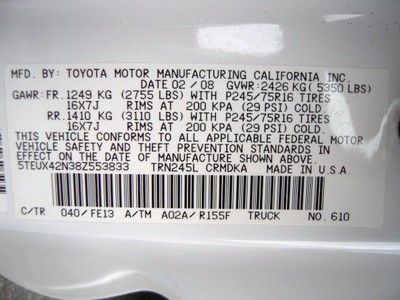 MFD. BY: TOYOTA MOTOR MANUFACTURING CALIFORNIA INC.
DATE 02/08 GVWR: 2426 KG (5350 LBS)
GAWR: FR. 1249 KG (2755 LBS) WITH P245/75R16 TIRES
16X7J RIMS AT 200 KPA (29 PSI) COLD.
RR. 1410 KG (3110 LBS) WITH P245/75R16 TIRES
16X7J RIMS AT 200 KPA (29 PSI) COLD.
THIS VEHICLE CONFORMS TO ALL APPLICABLE FEDERAL MOTOR
VEHICLE SAFETY STANDARDS IN EFFECT ON THE DATE OF
MANUFACTURE SHOWN ABOVE.
5TEUX42N38Z553833 TRN245L CRMDKA MADE IN U.S.A.
C/TR 040/FE13 A/TM A02A/R155F TRUCK NO. 610